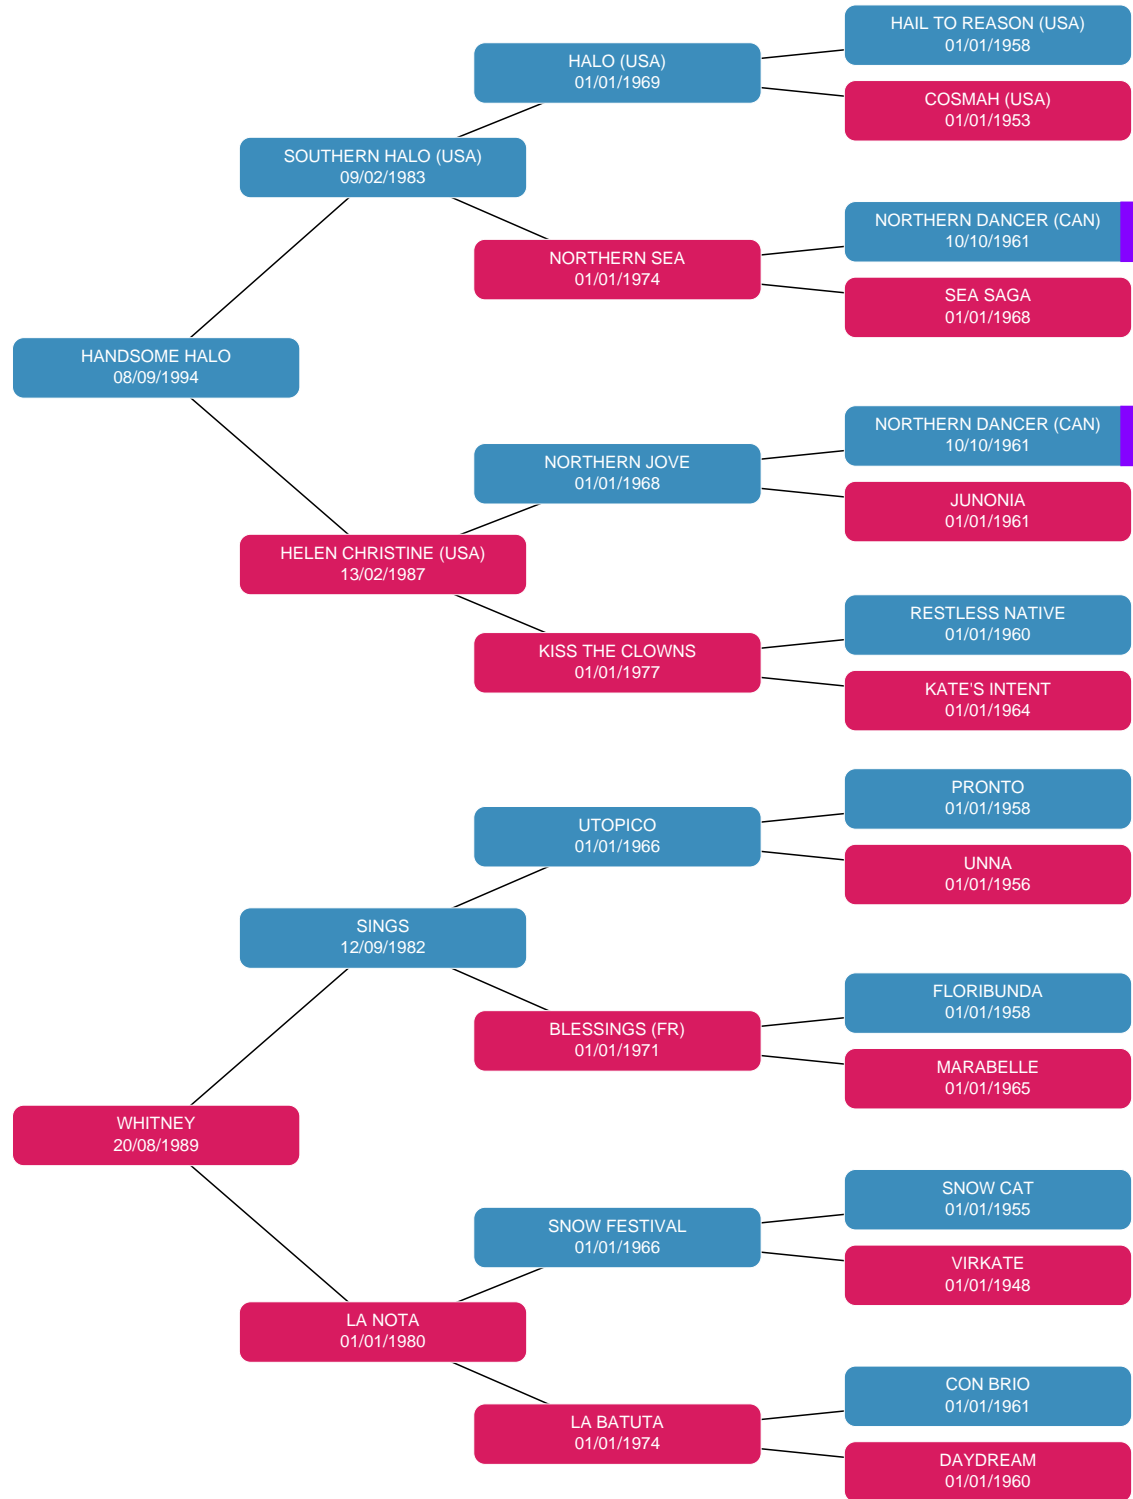 HAIL TO REASON (USA)
01/01/1958
HALO (USA)
01/01/1969
COSMAH (USA)
01/01/1953
SOUTHERN HALO (USA)
09/02/1983
NORTHERN DANCER (CAN)
10/10/1961
NORTHERN SEA
01/01/1974
SEA SAGA
01/01/1968
HANDSOME HALO
08/09/1994
NORTHERN DANCER (CAN)
10/10/1961
NORTHERN JOVE
01/01/1968
JUNONIA
01/01/1961
HELEN CHRISTINE (USA)
13/02/1987
RESTLESS NATIVE
01/01/1960
KISS THE CLOWNS
01/01/1977
KATE'S INTENT
01/01/1964
PRONTO
01/01/1958
UTOPICO
01/01/1966
UNNA
01/01/1956
SINGS
12/09/1982
FLORIBUNDA
01/01/1958
BLESSINGS (FR)
01/01/1971
MARABELLE
01/01/1965
WHITNEY
20/08/1989
SNOW CAT
01/01/1955
SNOW FESTIVAL
01/01/1966
VIRKATE
01/01/1948
LA NOTA
01/01/1980
CON BRIO
01/01/1961
LA BATUTA
01/01/1974
DAYDREAM
01/01/1960